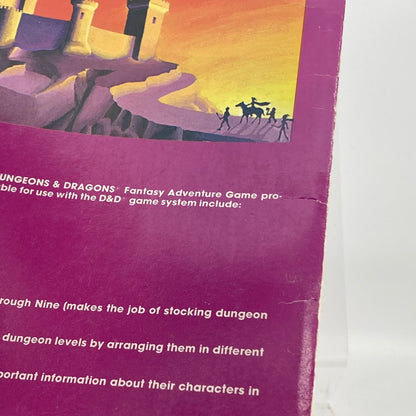 UNGEONS & DRAGONS® Fantasy Adventure Game pro-
ble for use with the D&D® game system include:
rough Nine (makes the job of stocking dungeon
dungeon levels by arranging them in different
portant information about their characters in